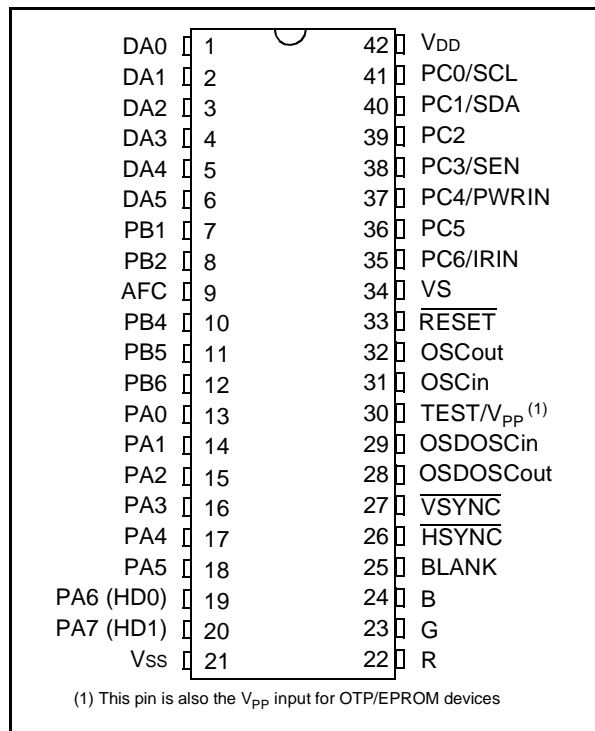 DA0 1 42 VDD
DA1 2 41 PC0/SCL
DA2 3 40 PC1/SDA
DA3 4 39 PC2
DA4 5 38 PC3/SEN
DA5 6 37 PC4/PWRIN
PB1 7 36 PC5
PB2 8 35 PC6/IRIN
AFC 9 34 VS
PB4 10 33 RESET
PB5 11 32 OSCout
PB6 12 31 OSCin
PA0 13 30 TEST/VPP (1)
PA1 14 29 OSDOSCin
PA2 15 28 OSDOSCout
PA3 16 27 VSYNC
PA4 17 26 HSYNC
PA5 18 25 BLANK
PA6 (HD0) 19 24 B
PA7 (HD1) 20 23 G
VSS 21 22 R
(1) This pin is also the VPP input for OTP/EPROM devices